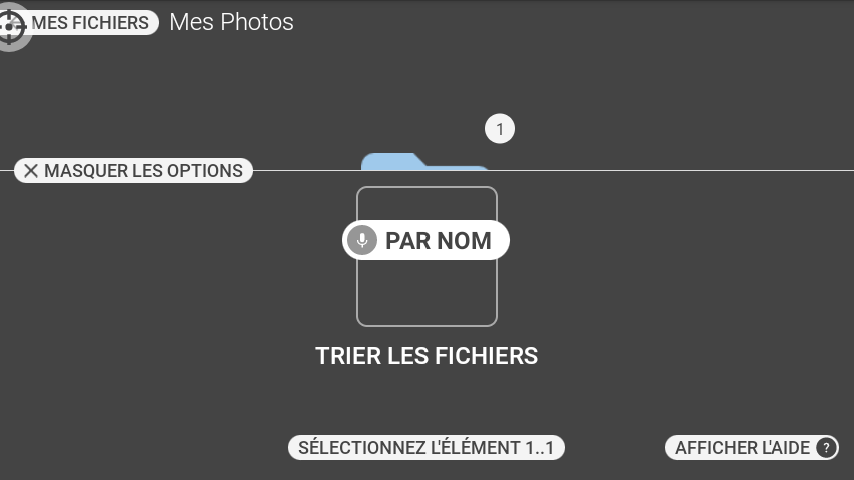 MES FICHIERS Mes Photos
1
MASQUER LES OPTIONS
PAR NOM
TRIER LES FICHIERS
SÉLECTIONNEZ L'ÉLÉMENT 1..1
AFFICHER L'AIDE ?